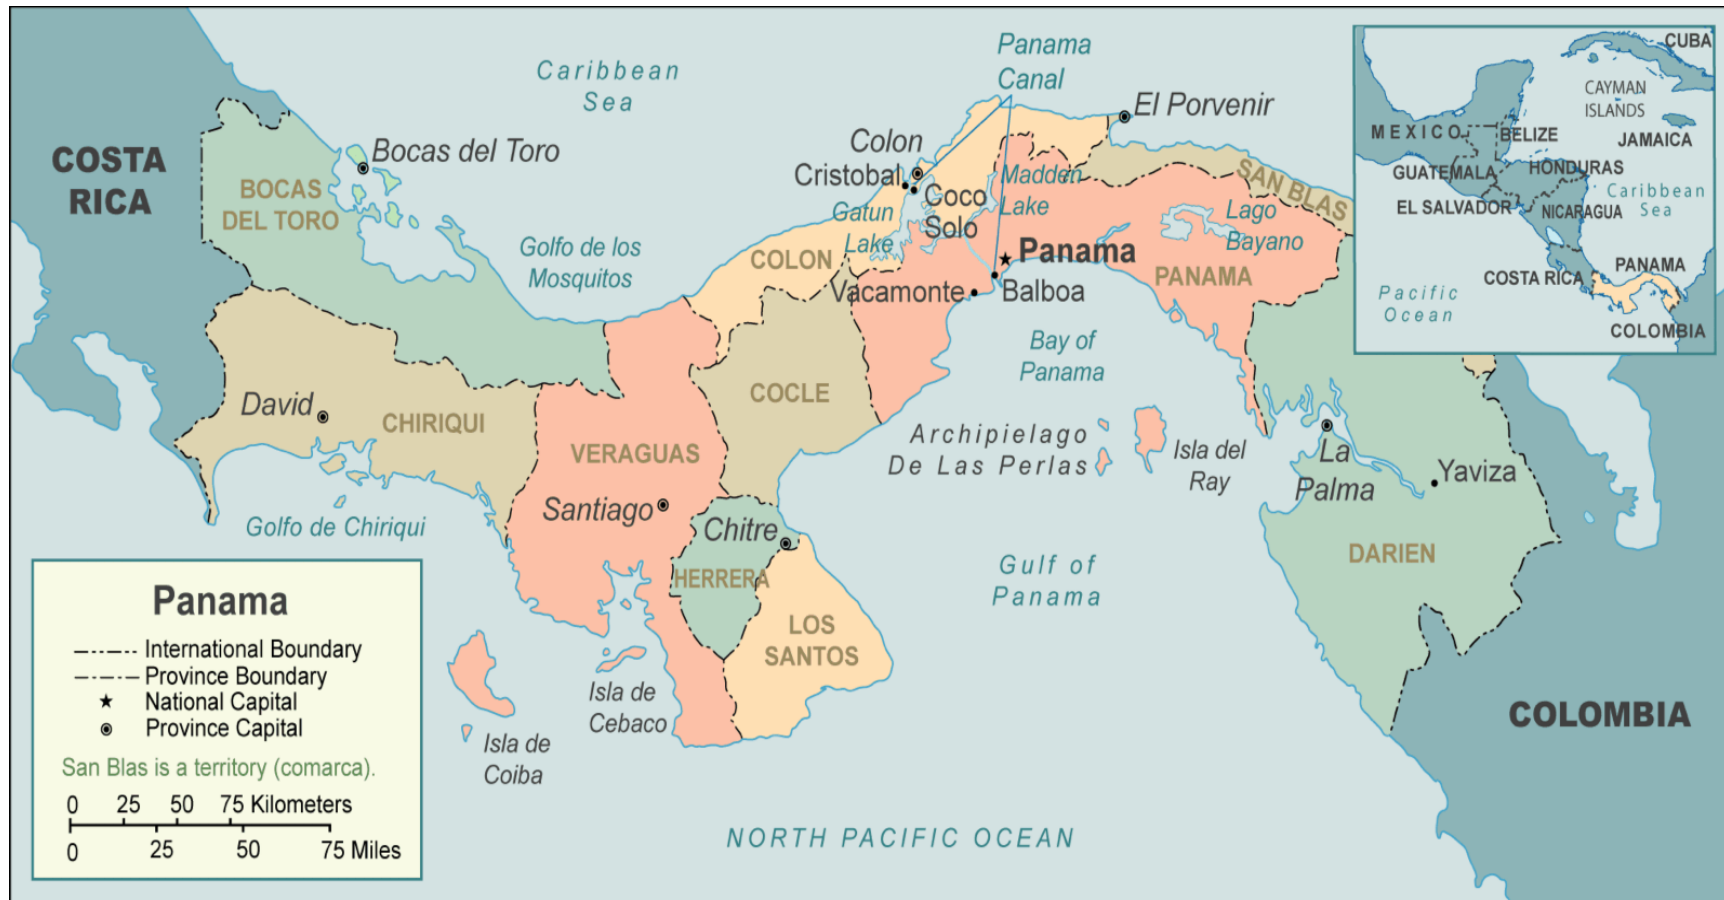 Caribbean
Sea
Panama
Canal
El Porvenir
COSTA
RICA
Bocas del Toro
BOCAS
DEL TORO
Colon
Cristobal
Coco
Solo
Gatun
Lake
Madden
Lake
SAN BLAS
Lago
Bayano
Golfo de los
Mosquitos
COLON
Panama
PANAMA
Vacamonte
Balboa
Bay of
Panama
David
CHIRIQUI
COCLE
VERAGUAS
Archipielago
De Las Perlas
Isla del
Ray
La
Palma
Yaviza
Santiago
Chitre
Golfo de Chiriqui
HERRERA
Gulf of
Panama
DARIEN
LOS
SANTOS
Isla de
Cebaco
Isla de
Coiba
COLOMBIA
NORTH PACIFIC OCEAN
Panama
International Boundary
Province Boundary
National Capital
Province Capital
San Blas is a territory (comarca).
0 25 50 75 Kilometers
0 25 50 75 Miles
CUBA
CAYMAN
ISLANDS
MEXICO
BELIZE
JAMAICA
GUATEMALA
HONDURAS
Caribbean
Sea
EL SALVADOR
NICARAGUA
COSTA RICA
PANAMA
Pacific
Ocean
COLOMBIA